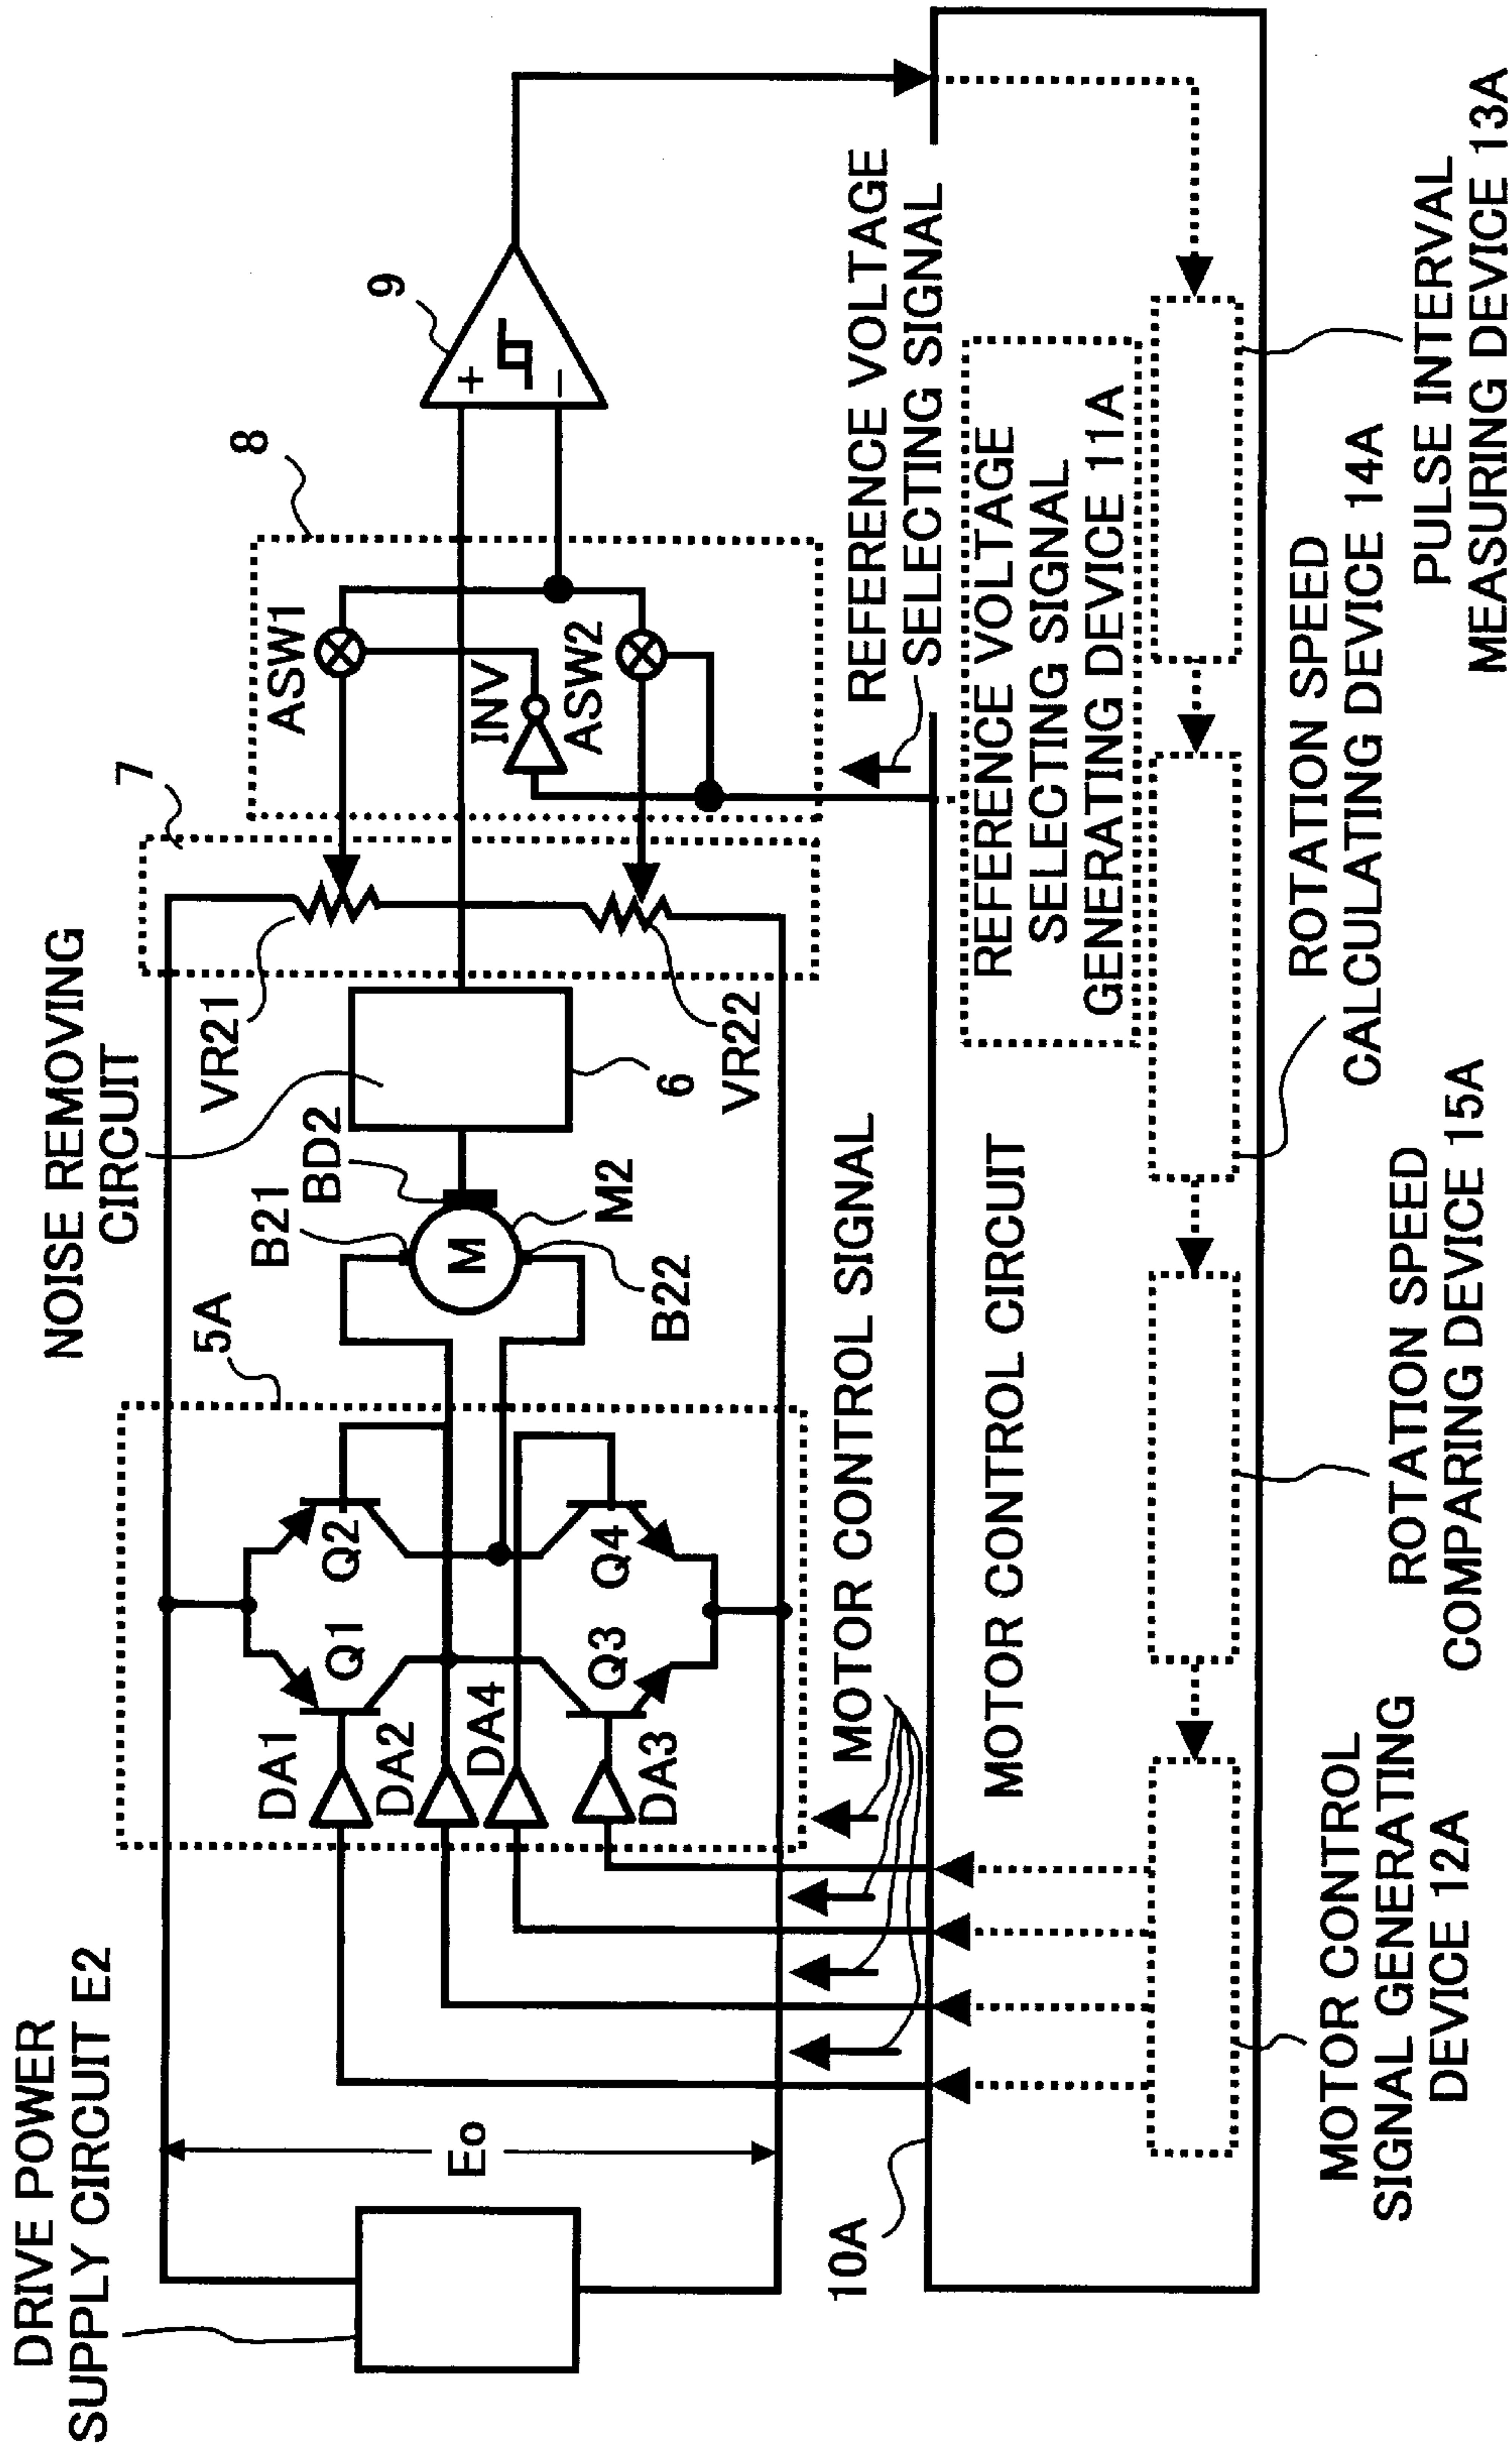 DRIVE POWER
SUPPLY CIRCUIT E2
Eo
5A
DA1
DA2
DA4
DA3
Q1
Q2
Q3
Q4
NOISE REMOVING
CIRCUIT
B21
BD2
M
M2
B22
6
VR21
VR22
7
8
ASW1
INV
ASW2
9
+
−
MOTOR CONTROL SIGNAL
REFERENCE VOLTAGE
SELECTING SIGNAL
10A
MOTOR CONTROL CIRCUIT
REFERENCE VOLTAGE
SELECTING SIGNAL
GENERATING DEVICE 11A
MOTOR CONTROL
SIGNAL GENERATING
DEVICE 12A
ROTATION SPEED
COMPARING DEVICE 15A
ROTATION SPEED
CALCULATING DEVICE 14A
PULSE INTERVAL
MEASURING DEVICE 13A